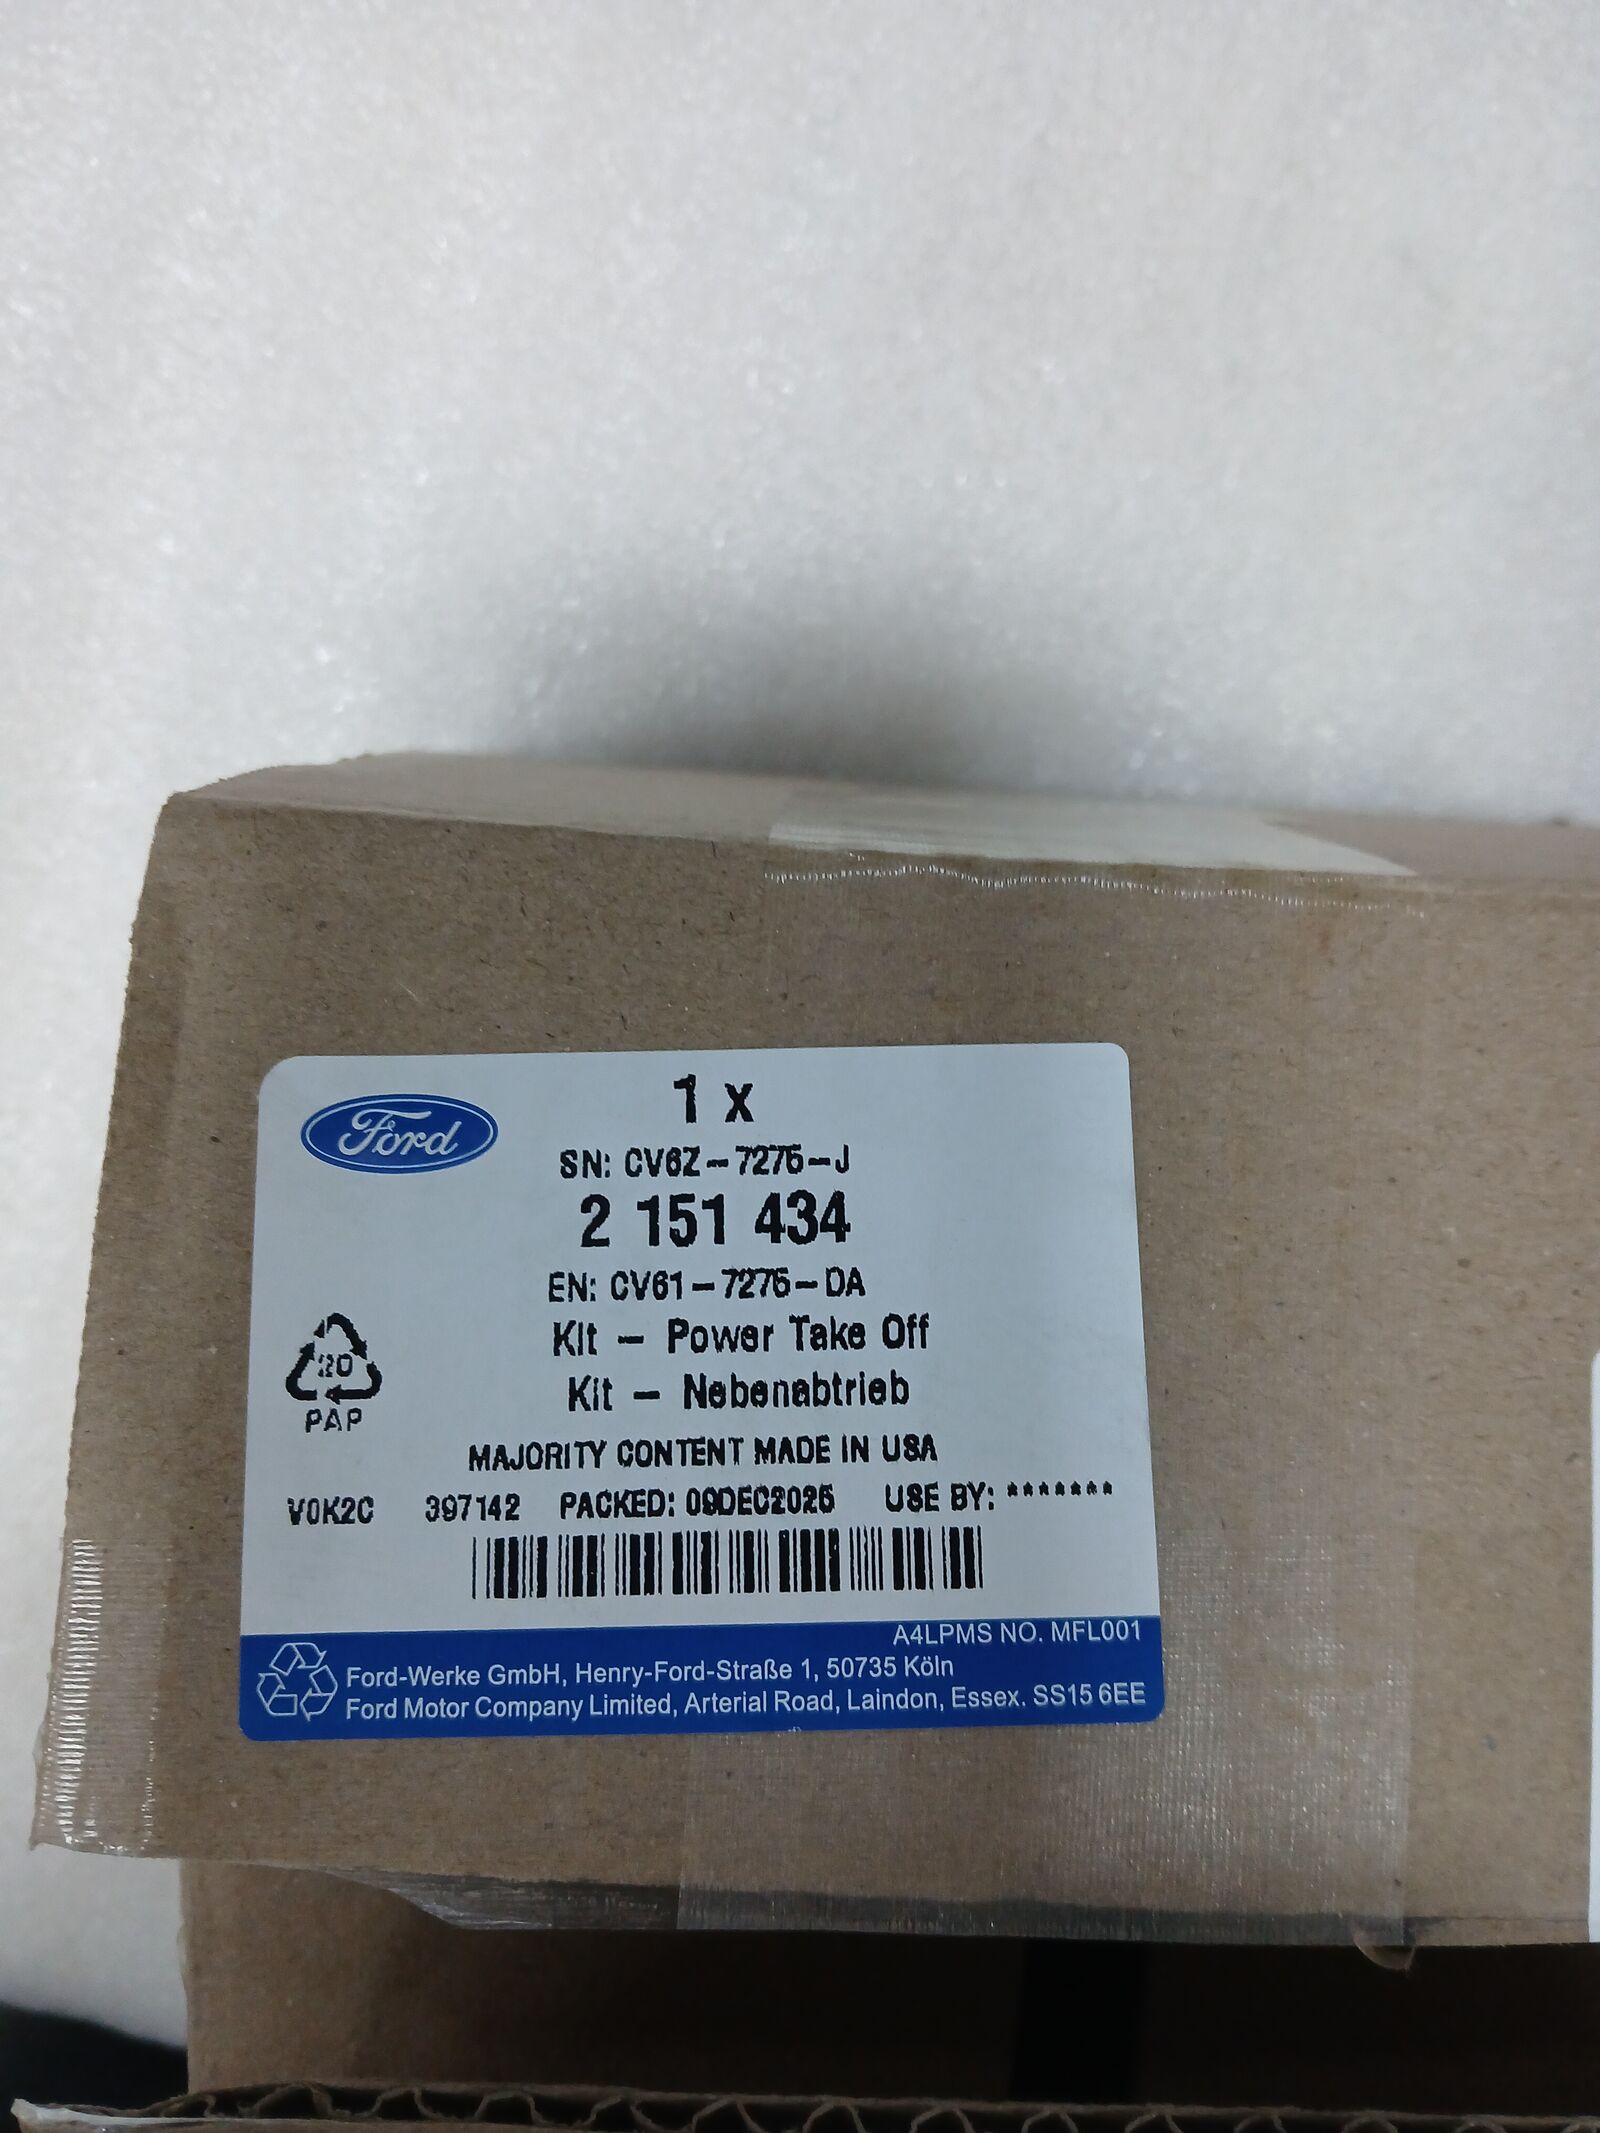 1 x
Ford
SN: CV6Z-7275-J
2 151 434
EN: CV61-7275-DA
Kit - Power Take Off
20
PAP
Kit - Nebenabtrieb
MAJORITY CONTENT MADE IN USA
V0K2C 397142 PACKED: 09DEC2025 USE BY: *******
A4LPMS NO. MFL001
Ford-Werke GmbH, Henry-Ford-Straße 1, 50735 Köln
Ford Motor Company Limited, Arterial Road, Laindon, Essex. SS15 6EE